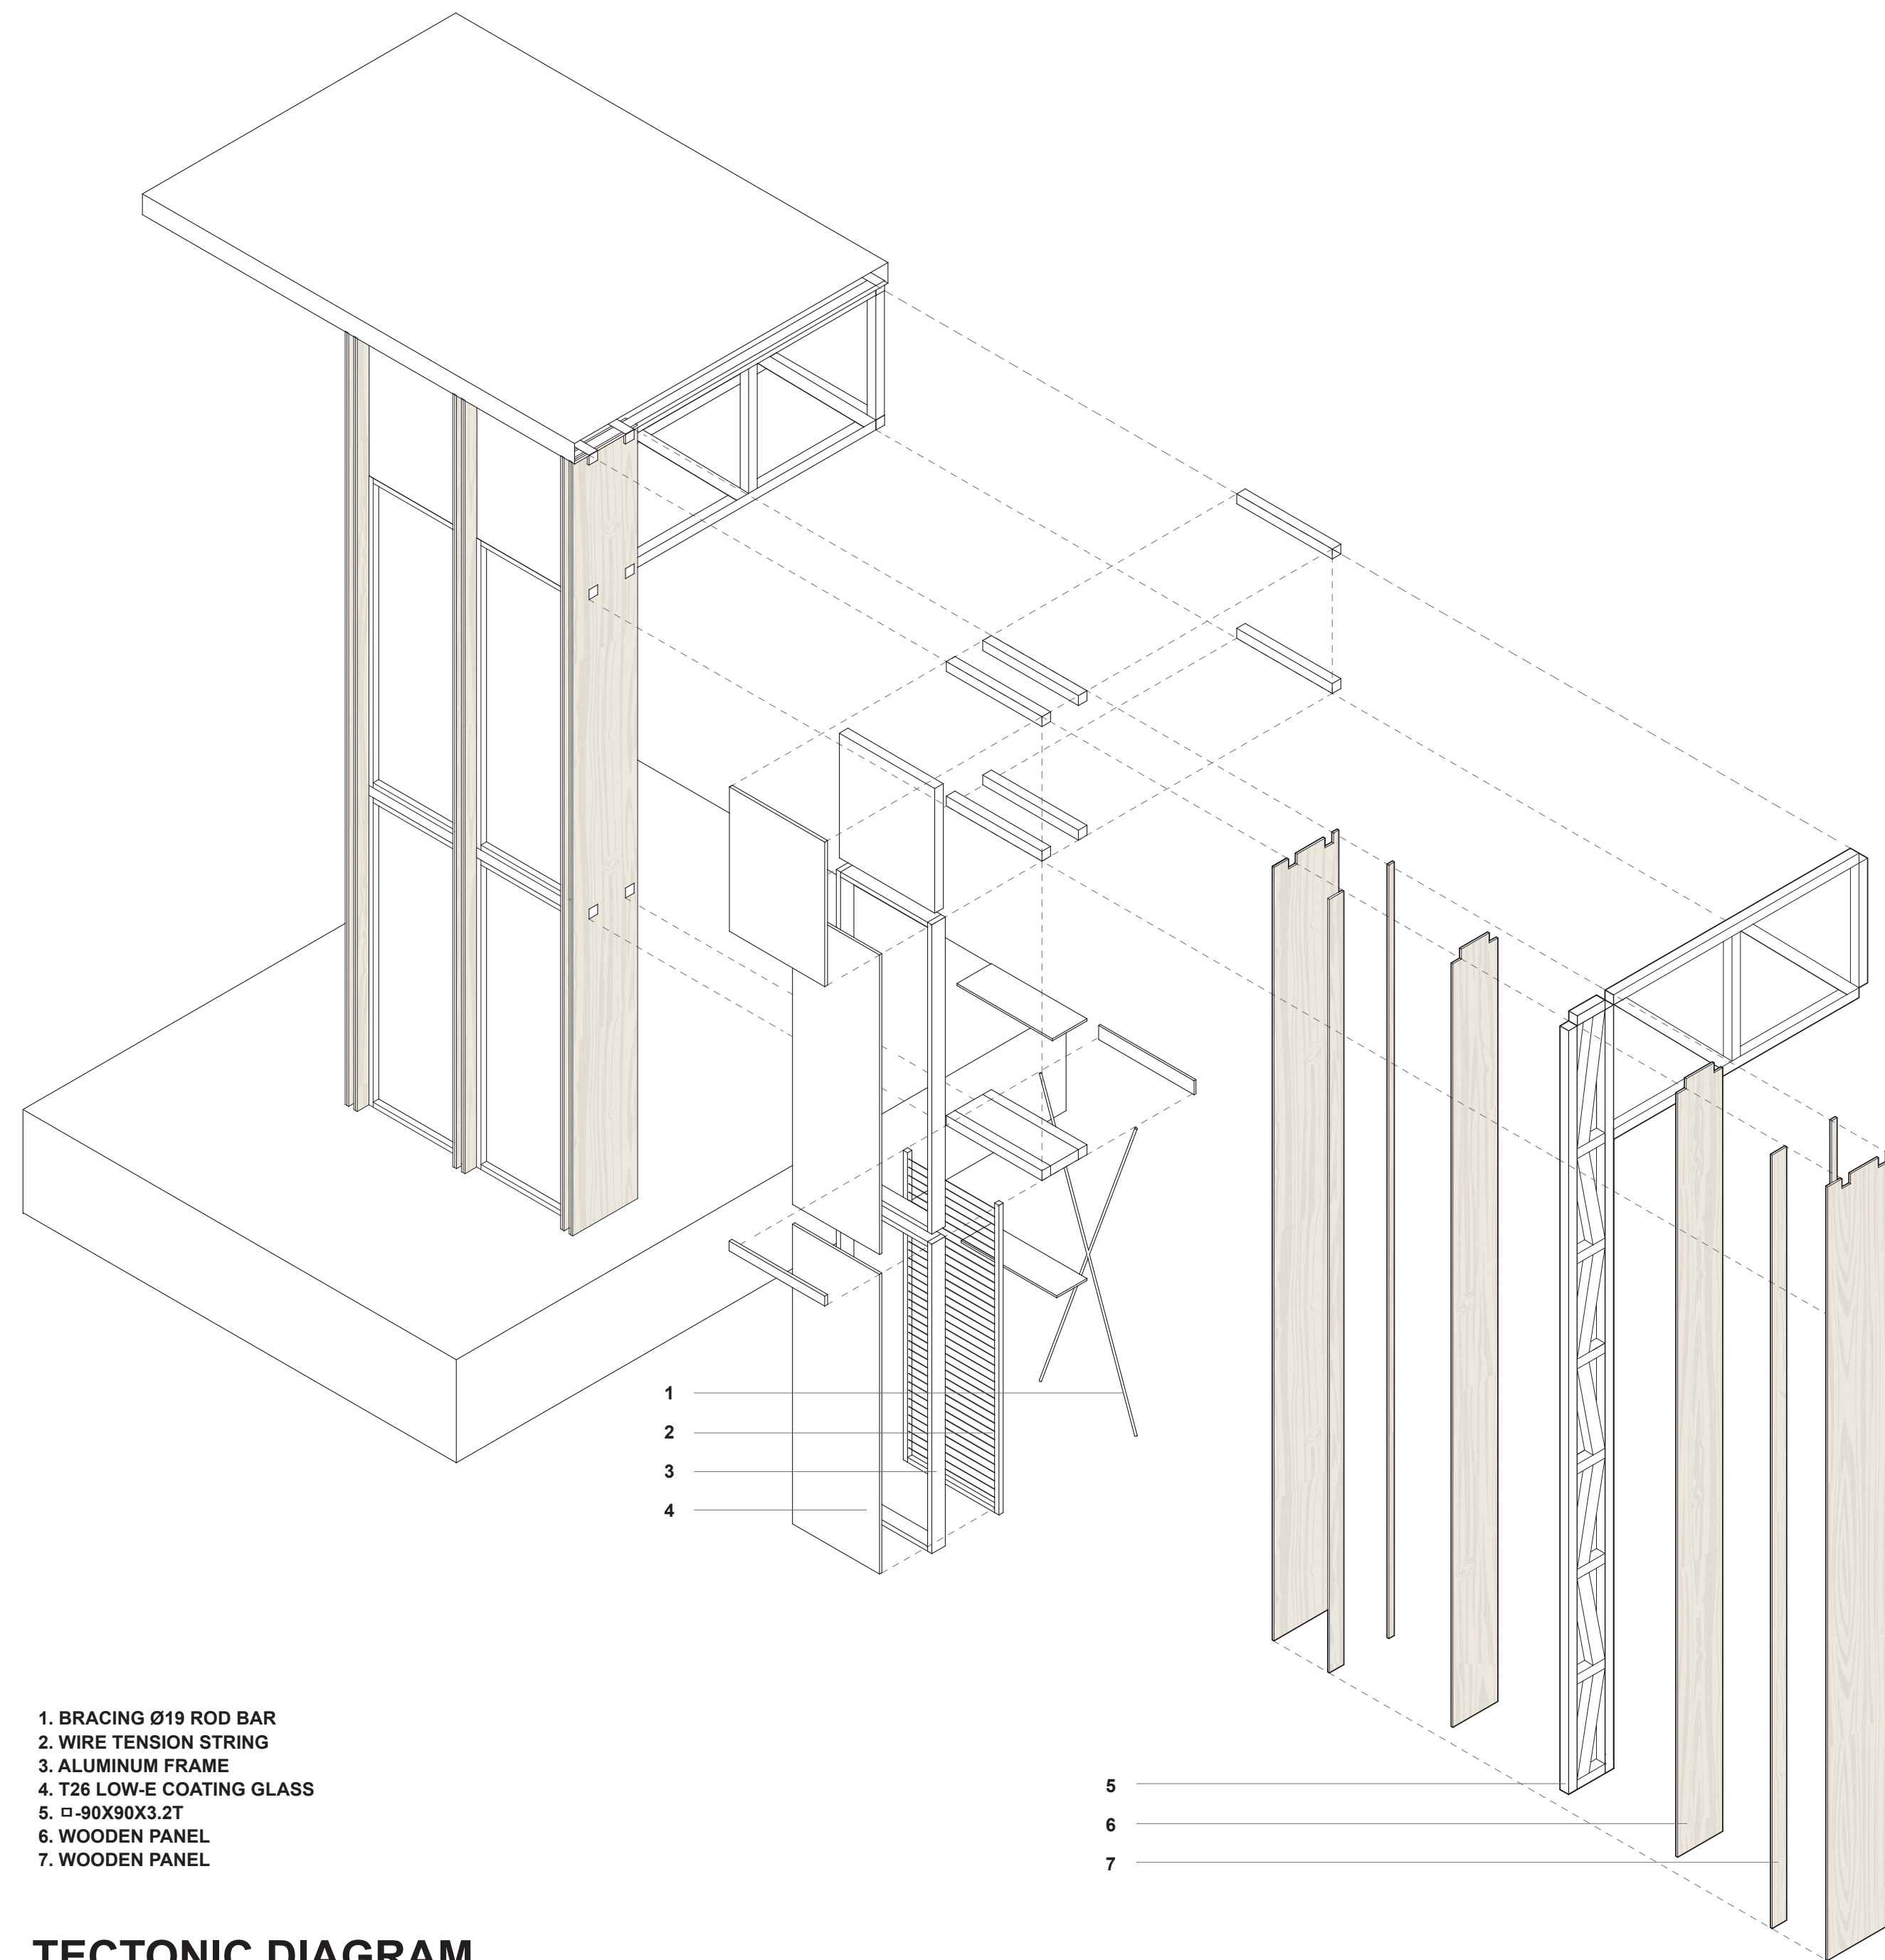 1
2
3
4
5
6
7
1. BRACING Ø19 ROD BAR
2. WIRE TENSION STRING
3. ALUMINUM FRAME
4. T26 LOW-E COATING GLASS
5. □-90X90X3.2T
6. WOODEN PANEL
7. WOODEN PANEL
TECTONIC DIAGRAM